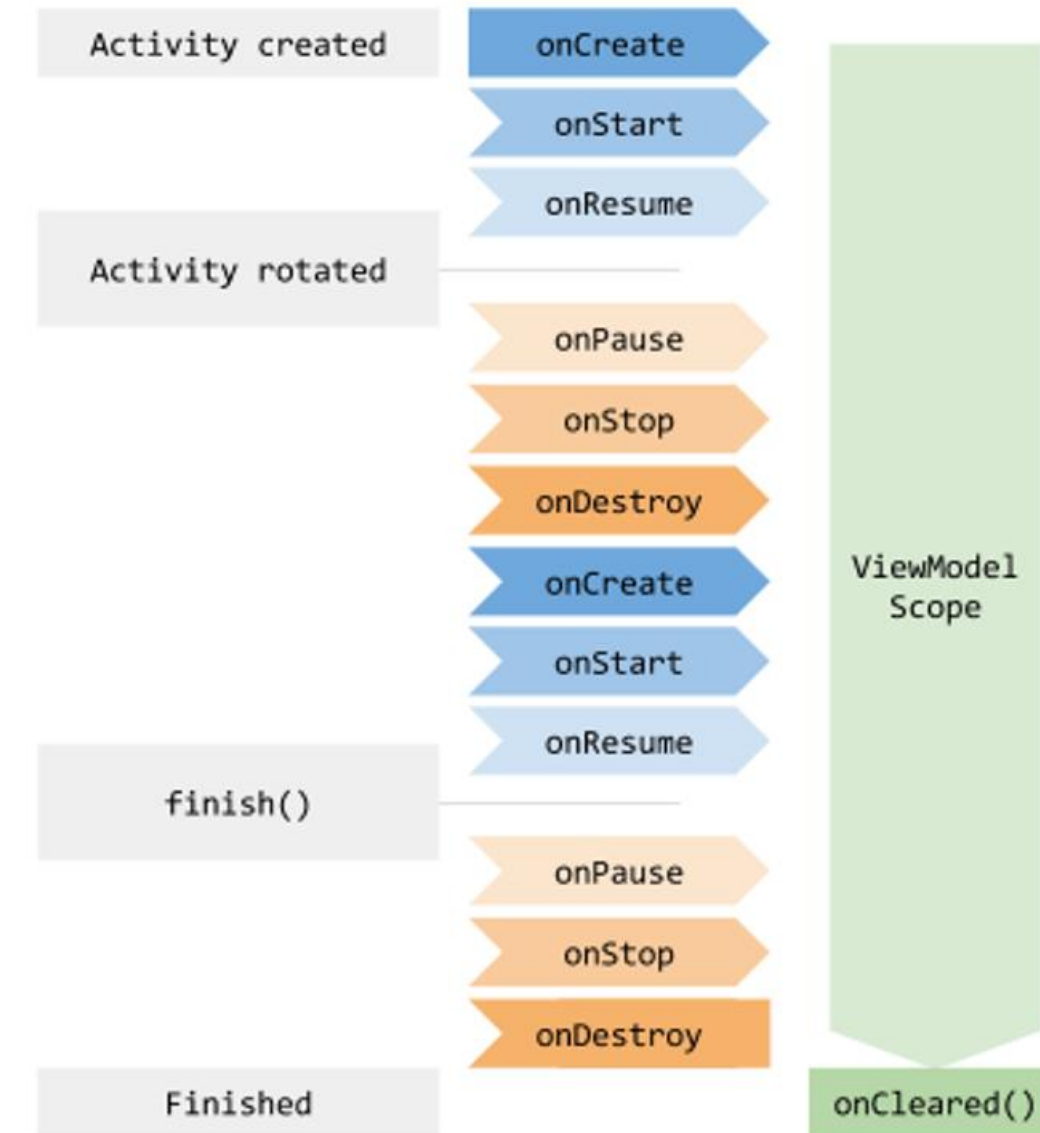 Activity created
onCreate
onStart
onResume
Activity rotated
onPause
onStop
onDestroy
onCreate
onStart
onResume
ViewModel
Scope
finish()
onPause
onStop
onDestroy
Finished
onCleared()